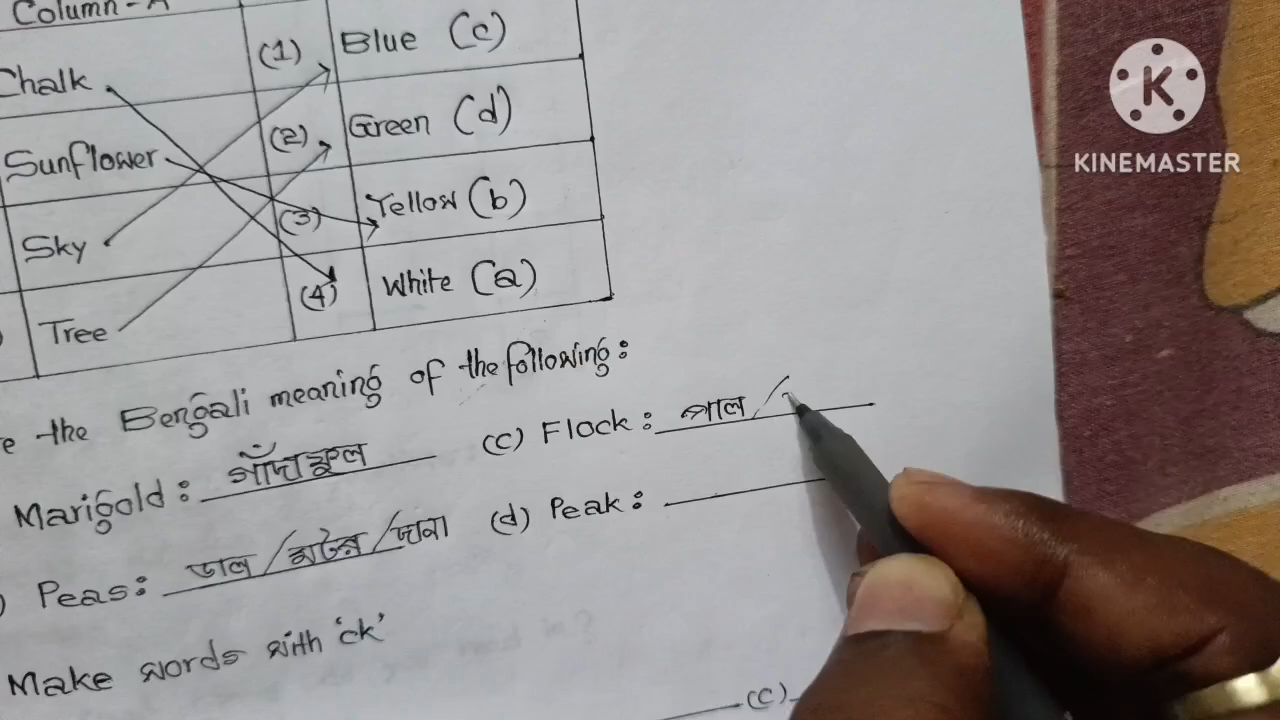 Column - A
Chalk (1) Blue (c)
Sunflower (2) Green (d)
Sky (3) Yellow (b)
Tree (4) White (a)
the Bengali meaning of the following:
Marigold: গাঁদাফুল (c) Flock: পাল /
Peas: ডাল / মটর / দানা (d) Peak:
Make words with 'ck'
(c)
K
KINEMASTER